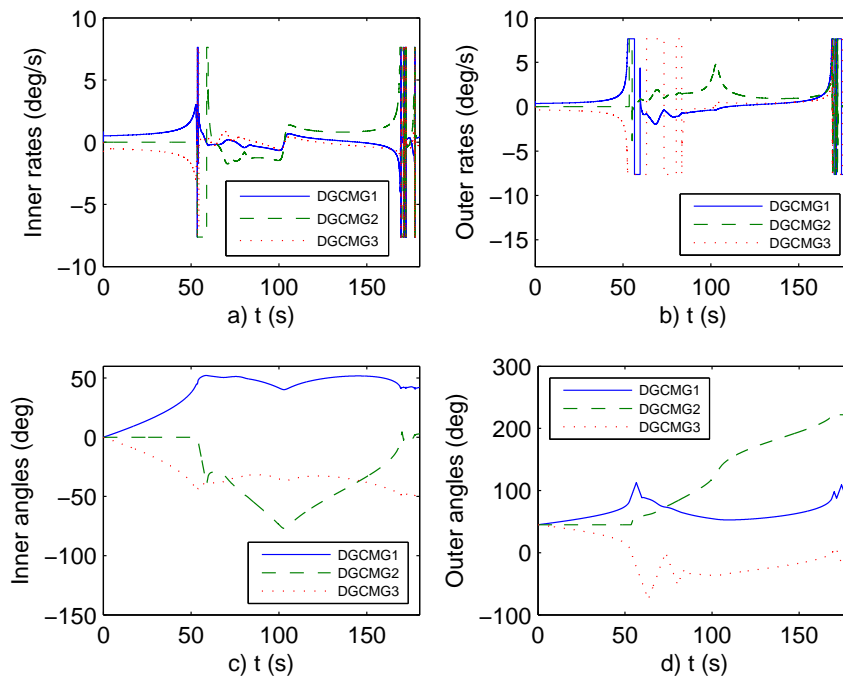 10
5
0
−5
−10
Inner rates (deg/s)
0 50 100 150
a) t (s)
DGCMG1
DGCMG2
DGCMG3
10
5
0
−5
−10
−15
Outer rates (deg/s)
0 50 100 150
b) t (s)
DGCMG1
DGCMG2
DGCMG3
50
0
−50
−100
−150
Inner angles (deg)
0 50 100 150
c) t (s)
DGCMG1
DGCMG2
DGCMG3
300
200
100
0
−100
Outer angles (deg)
0 50 100 150
d) t (s)
DGCMG1
DGCMG2
DGCMG3